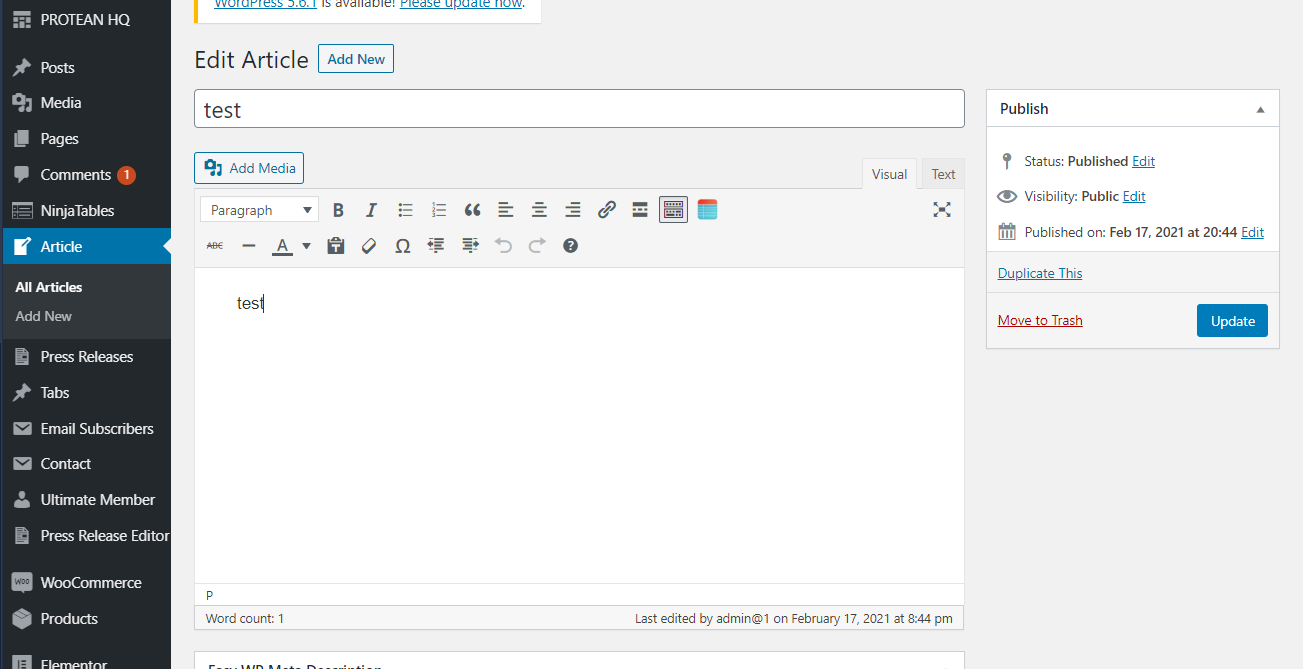 PROTEAN HQ
Posts
Media
Pages
Comments 1
NinjaTables
Article
All Articles
Add New
Press Releases
Tabs
Email Subscribers
Contact
Ultimate Member
Press Release Editor
WOO WooCommerce
Products
Elementor
WordPress 5.6.1 is available! Please update now.
Edit Article Add New
test
Add Media
Visual Text
Paragraph B I
ABC A Ω
test
P
Word count: 1 Last edited by admin@1 on February 17, 2021 at 8:44 pm
Easy WP Meta Description
Publish
Status: Published Edit
Visibility: Public Edit
Published on: Feb 17, 2021 at 20:44 Edit
Duplicate This
Move to Trash Update